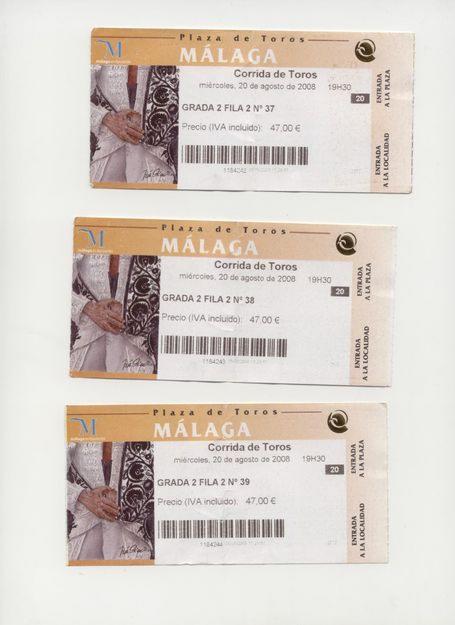 Plaza de Toros
MÁLAGA
Corrida de Toros
miércoles, 20 de agosto de 2008 19H30
20
GRADA 2 FILA 2 Nº 37
Precio (IVA incluido): 47,00 €
1184242
ENTRADA
A LA PLAZA
ENTRADA
A LA LOCALIDAD
Plaza de Toros
MÁLAGA
Corrida de Toros
miércoles, 20 de agosto de 2008 19H30
20
GRADA 2 FILA 2 Nº 38
Precio (IVA incluido): 47,00 €
1184243
ENTRADA
A LA PLAZA
ENTRADA
A LA LOCALIDAD
Plaza de Toros
MÁLAGA
Corrida de Toros
miércoles, 20 de agosto de 2008 19H30
20
GRADA 2 FILA 2 Nº 39
Precio (IVA incluido): 47,00 €
1184244
ENTRADA
A LA PLAZA
ENTRADA
A LA LOCALIDAD